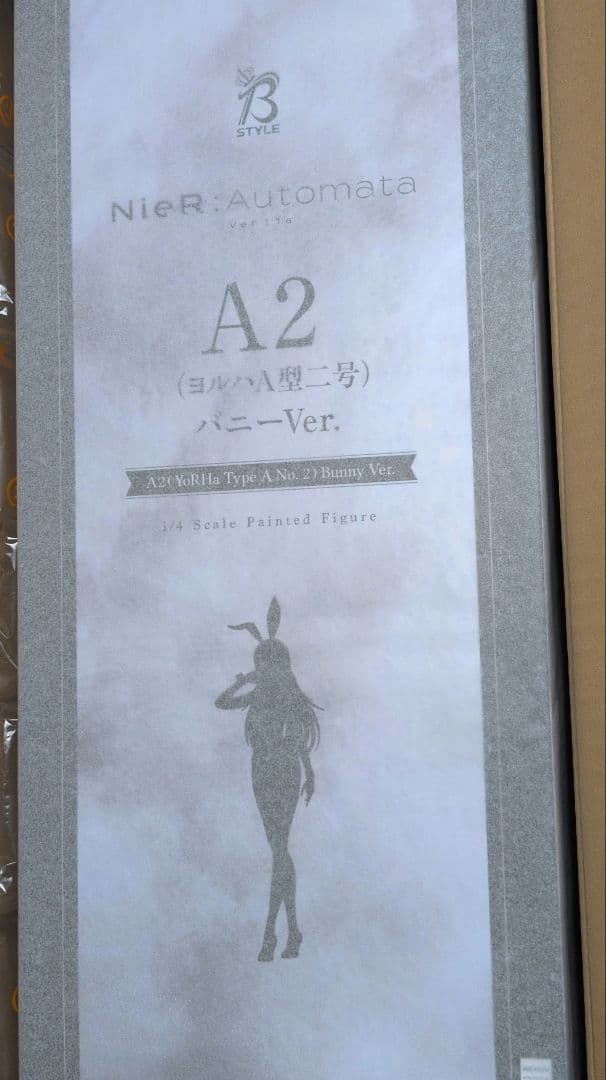 B
STYLE
NieR:Automata
Ver1.1a
A2
(ヨルハA型二号)
バニーVer.
A2(YoRHa Type A No. 2) Bunny Ver.
1/4 Scale Painted Figure